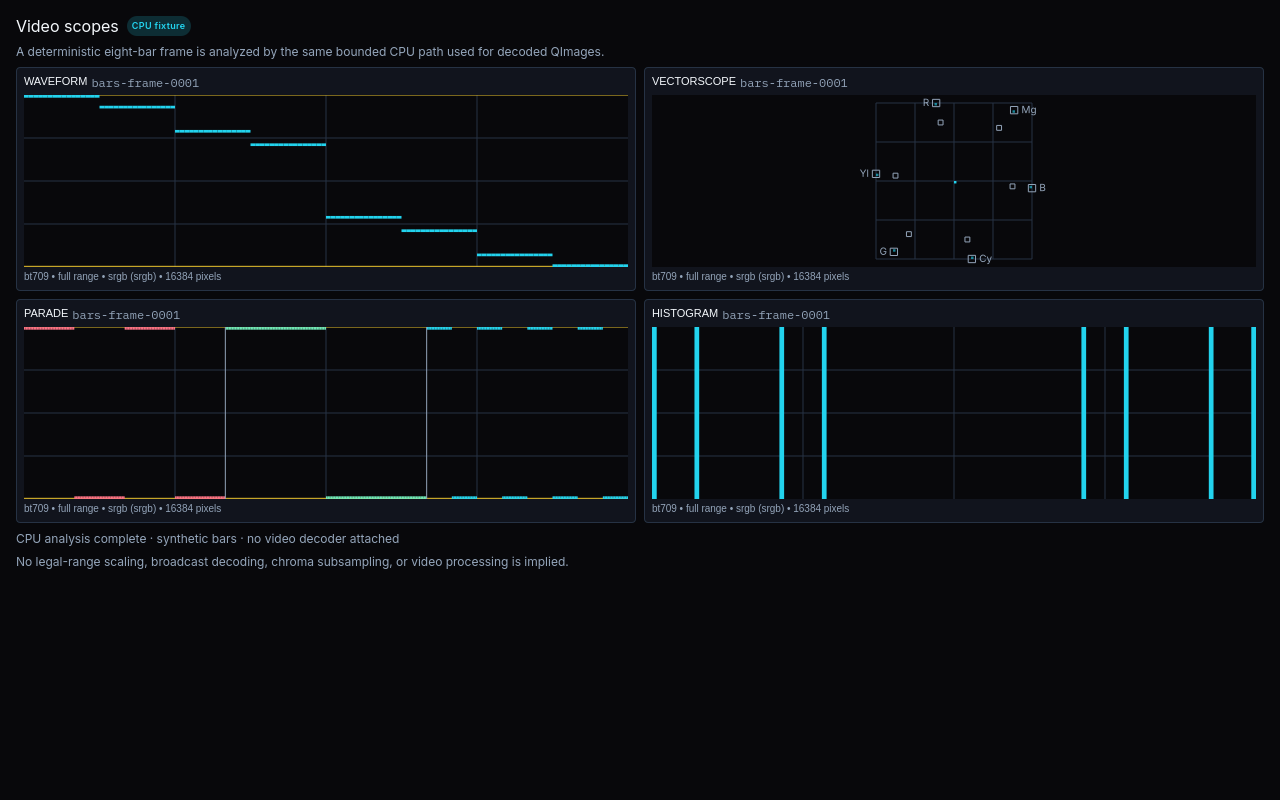 Video scopes CPU fixture
A deterministic eight-bar frame is analyzed by the same bounded CPU path used for decoded QImages.
WAVEFORM bars-frame-0001
bt709 • full range • srgb (srgb) • 16384 pixels
VECTORSCOPE bars-frame-0001
R
Mg
Yl
B
G
Cy
bt709 • full range • srgb (srgb) • 16384 pixels
PARADE bars-frame-0001
bt709 • full range • srgb (srgb) • 16384 pixels
HISTOGRAM bars-frame-0001
bt709 • full range • srgb (srgb) • 16384 pixels
CPU analysis complete · synthetic bars · no video decoder attached
No legal-range scaling, broadcast decoding, chroma subsampling, or video processing is implied.